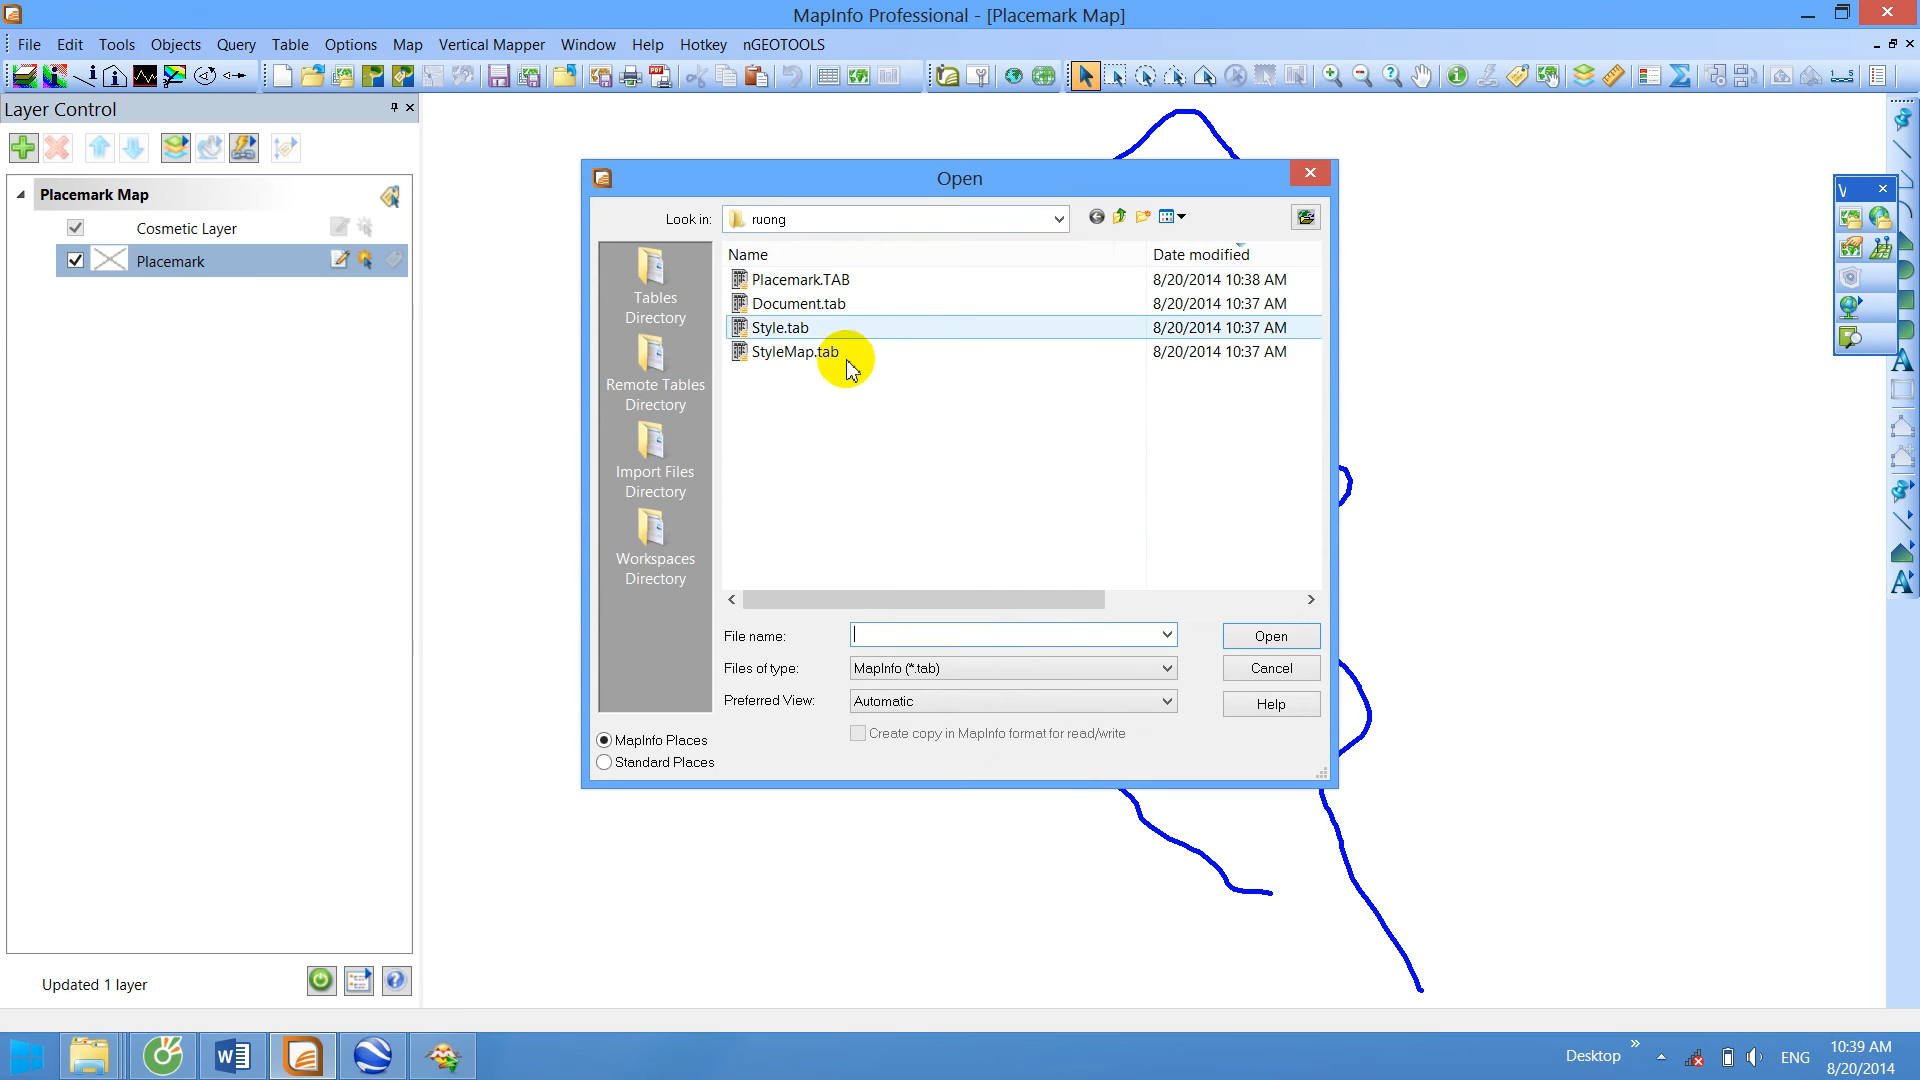 MapInfo Professional - [Placemark Map]
File Edit Tools Objects Query Table Options Map Vertical Mapper Window Help Hotkey nGEOTOOLS
Layer Control
Placemark Map
Cosmetic Layer
Placemark
Updated 1 layer
Open
Look in: ruong
Name Date modified
Placemark.TAB 8/20/2014 10:38 AM
Document.tab 8/20/2014 10:37 AM
Style.tab 8/20/2014 10:37 AM
StyleMap.tab 8/20/2014 10:37 AM
Tables
Directory
Remote Tables
Directory
Import Files
Directory
Workspaces
Directory
File name: Open
Files of type: MapInfo (*.tab) Cancel
Preferred View: Automatic Help
Create copy in MapInfo format for read/write
MapInfo Places
Standard Places
Desktop ENG 10:39 AM
8/20/2014